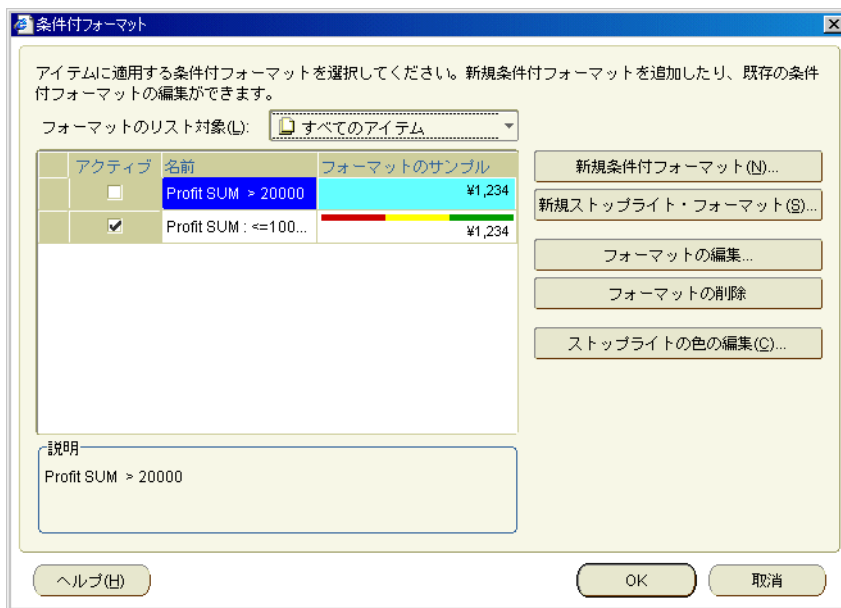 条件付フォーマット
アイテムに適用する条件付フォーマットを選択してください。新規条件付フォーマットを追加したり、既存の条件
付フォーマットの編集ができます。
フォーマットのリスト対象(L): すべてのアイテム
アクティブ 名前 フォーマットのサンプル
Profit SUM > 20000 ¥1,234
Profit SUM : <=100... ¥1,234
新規条件付フォーマット(N)...
新規ストップライト・フォーマット(S)...
フォーマットの編集...
フォーマットの削除
ストップライトの色の編集(C)...
説明
Profit SUM > 20000
ヘルプ(H) OK 取消